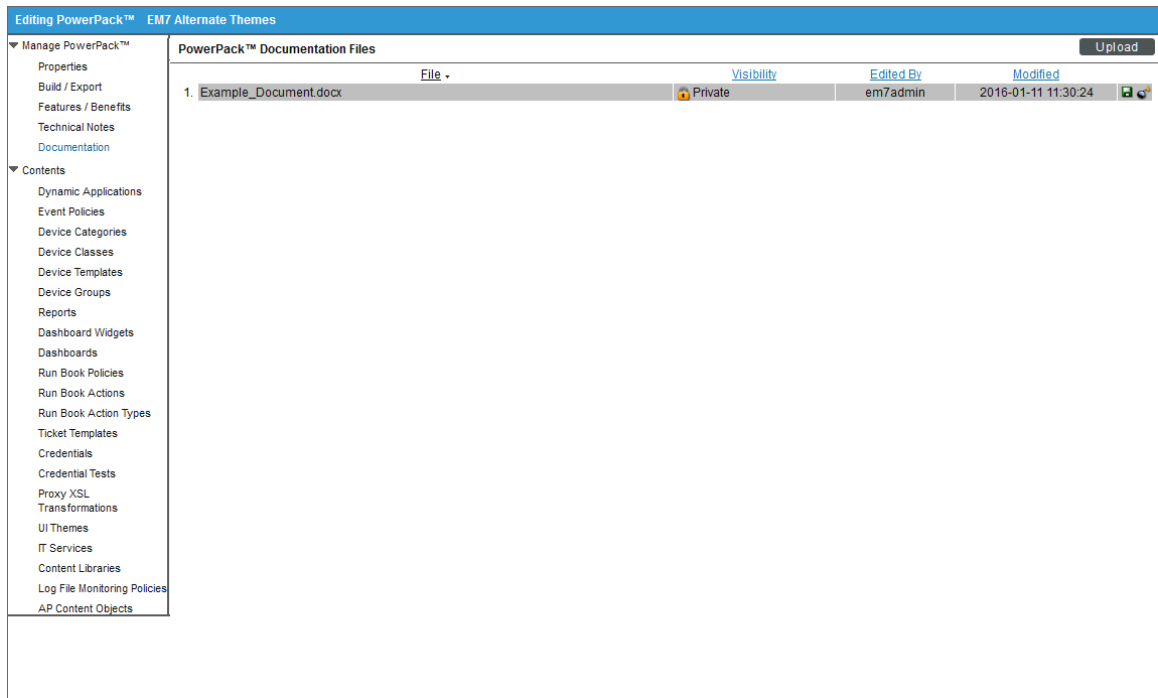 Editing PowerPack™ EM7 Alternate Themes
Manage PowerPack™
Properties
Build / Export
Features / Benefits
Technical Notes
Documentation
Contents
Dynamic Applications
Event Policies
Device Categories
Device Classes
Device Templates
Device Groups
Reports
Dashboard Widgets
Dashboards
Run Book Policies
Run Book Actions
Run Book Action Types
Ticket Templates
Credentials
Credential Tests
Proxy XSL
Transformations
UI Themes
IT Services
Content Libraries
Log File Monitoring Policies
AP Content Objects
PowerPack™ Documentation Files Upload
File Visibility Edited By Modified
1. Example_Document.docx Private em7admin 2016-01-11 11:30:24